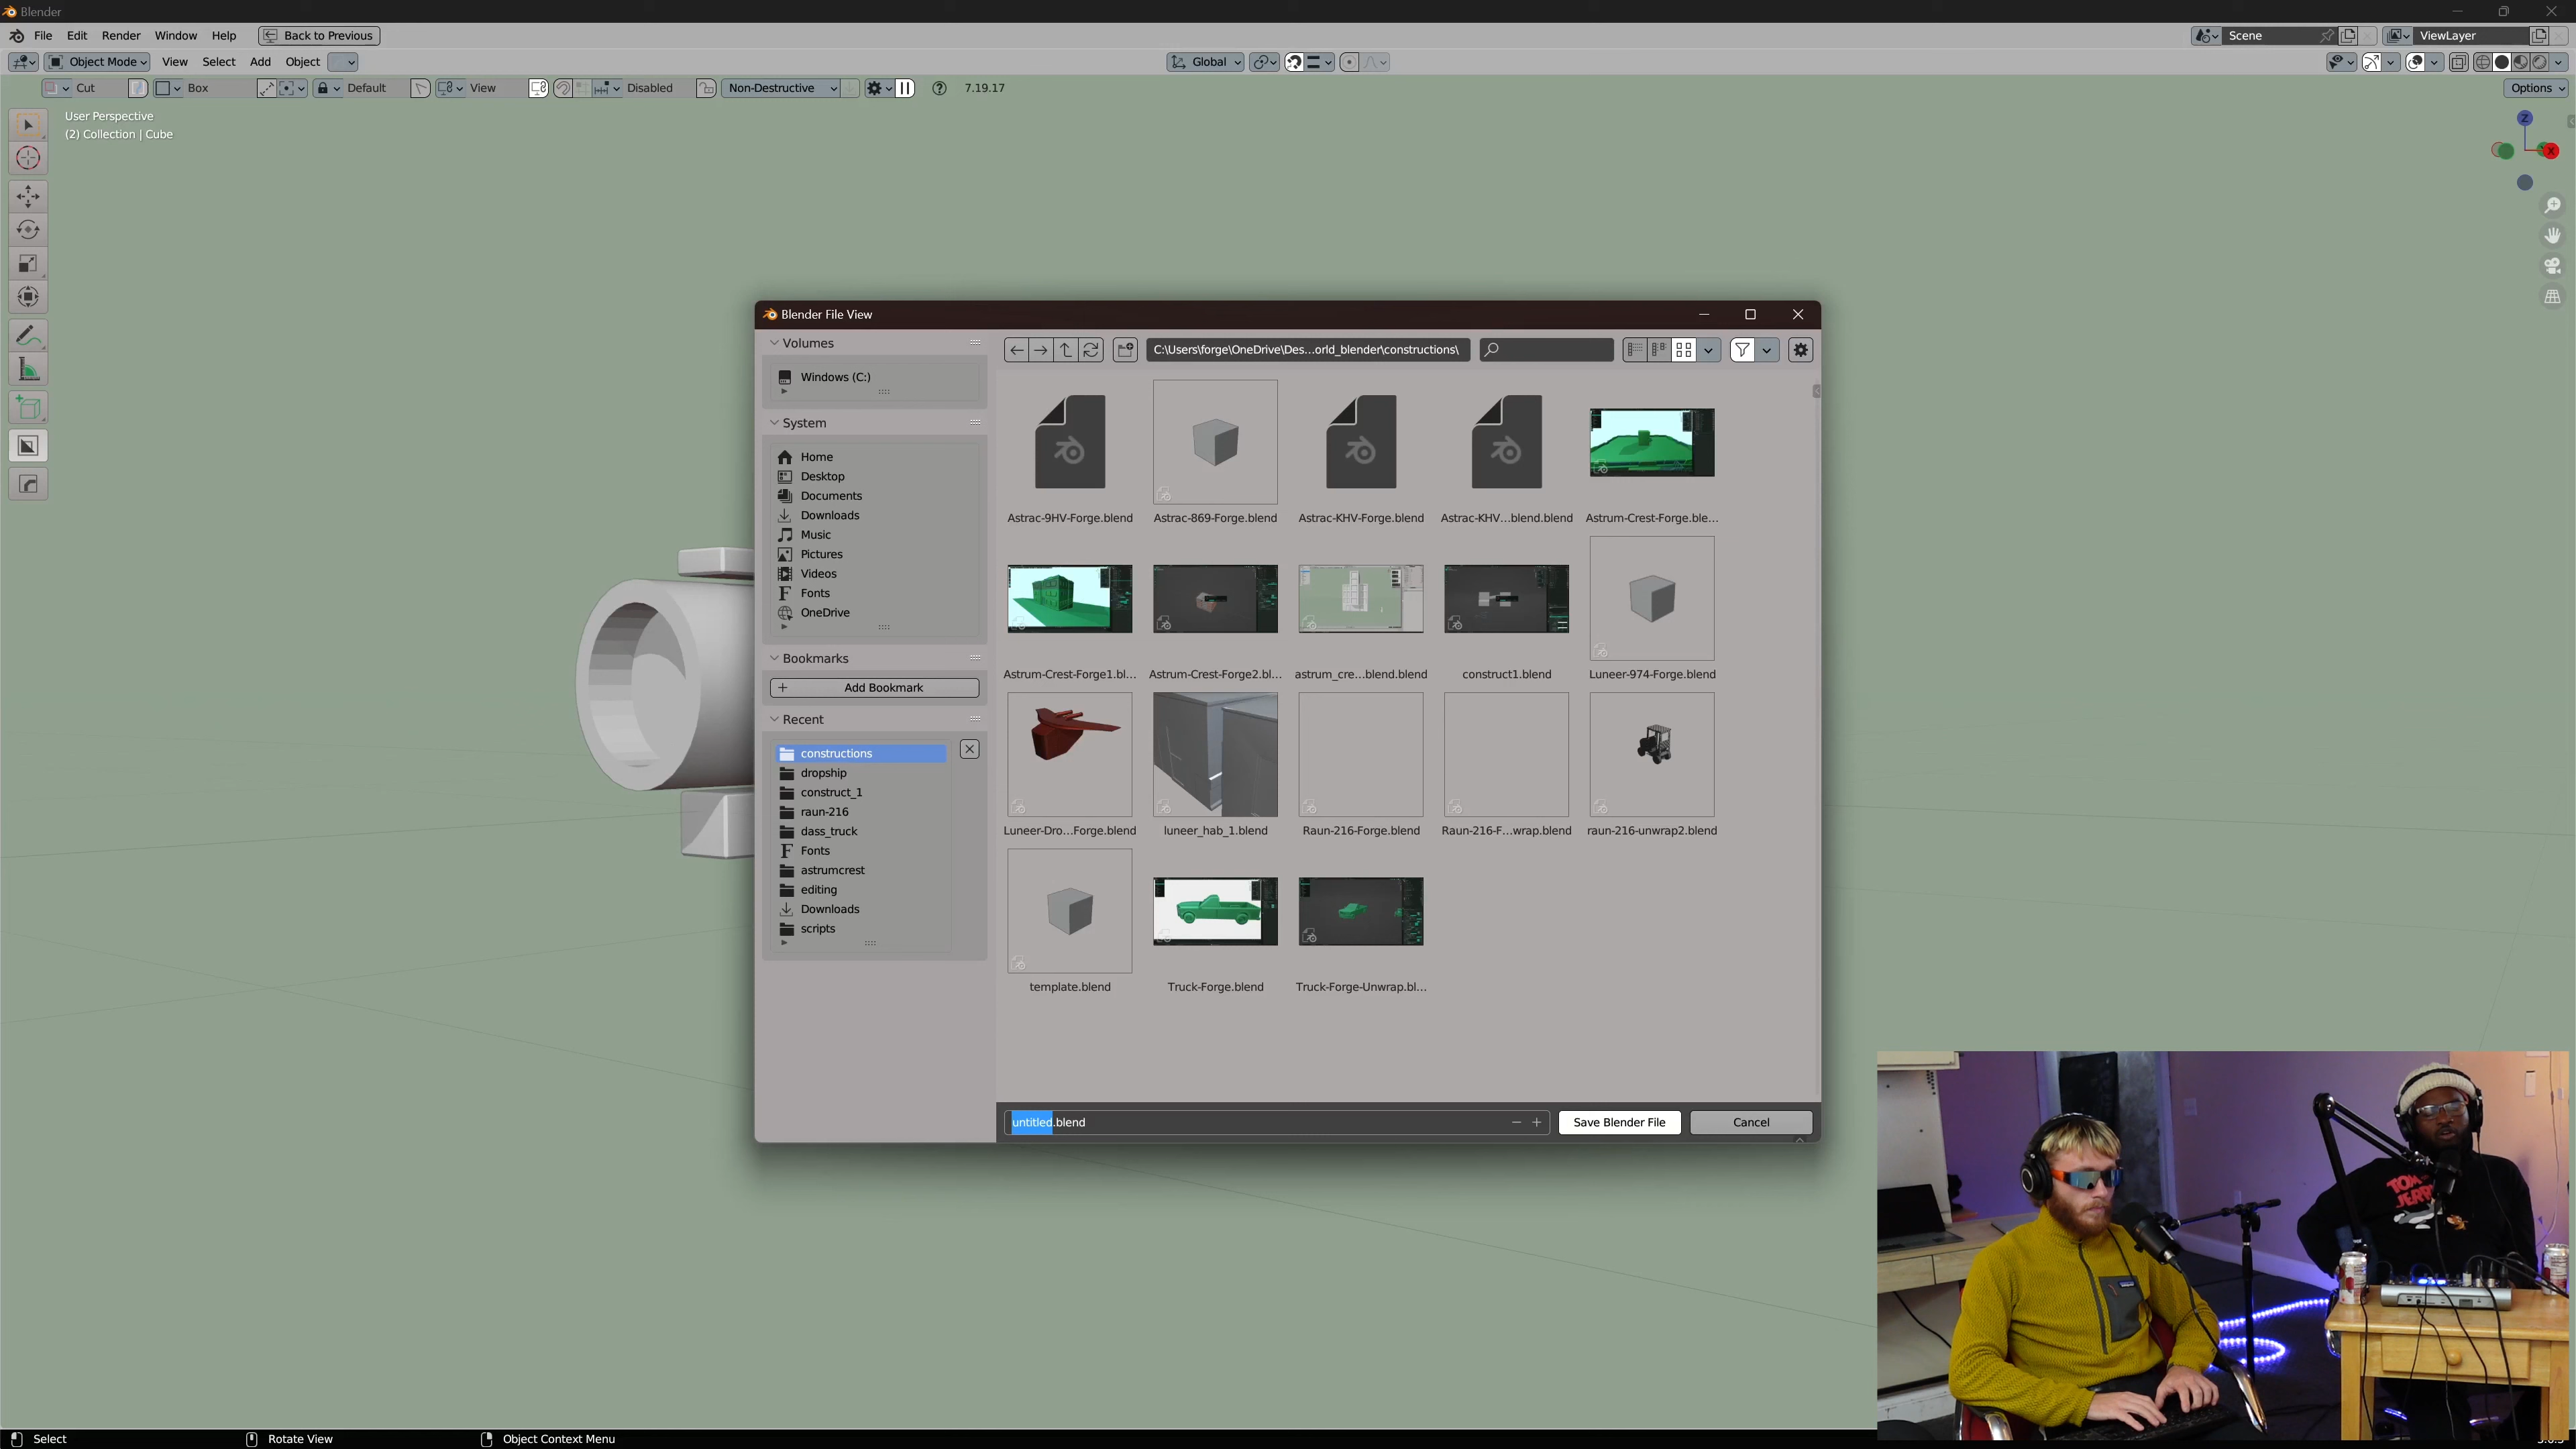 Blender
File Edit Render Window Help Back to Previous Scene ViewLayer
Object Mode View Select Add Object Global
Cut Box Default View Disabled Non-Destructive 7.19.17 Options
User Perspective
(2) Collection | Cube
Z
X
Blender File View
Volumes
C:\Users\forge\OneDrive\Des...orld_blender\constructions\
Windows (C:)
System
Home
Desktop
Documents
Downloads
Music
Pictures
Videos
Fonts
OneDrive
Bookmarks
Add Bookmark
Recent
constructions
dropship
construct_1
raun-216
dass_truck
Fonts
astrumcrest
editing
Downloads
scripts
Astrac-9HV-Forge.blend Astrac-869-Forge.blend Astrac-KHV-Forge.blend Astrac-KHV...blend.blend Astrum-Crest-Forge.ble...
Astrum-Crest-Forge1.bl... Astrum-Crest-Forge2.bl... astrum_cre...blend.blend construct1.blend Luneer-974-Forge.blend
Luneer-Dro...Forge.blend luneer_hab_1.blend Raun-216-Forge.blend Raun-216-F...wrap.blend raun-216-unwrap2.blend
template.blend Truck-Forge.blend Truck-Forge-Unwrap.bl...
untitled.blend Save Blender File Cancel
TOM
JERRY
Select Rotate View Object Context Menu